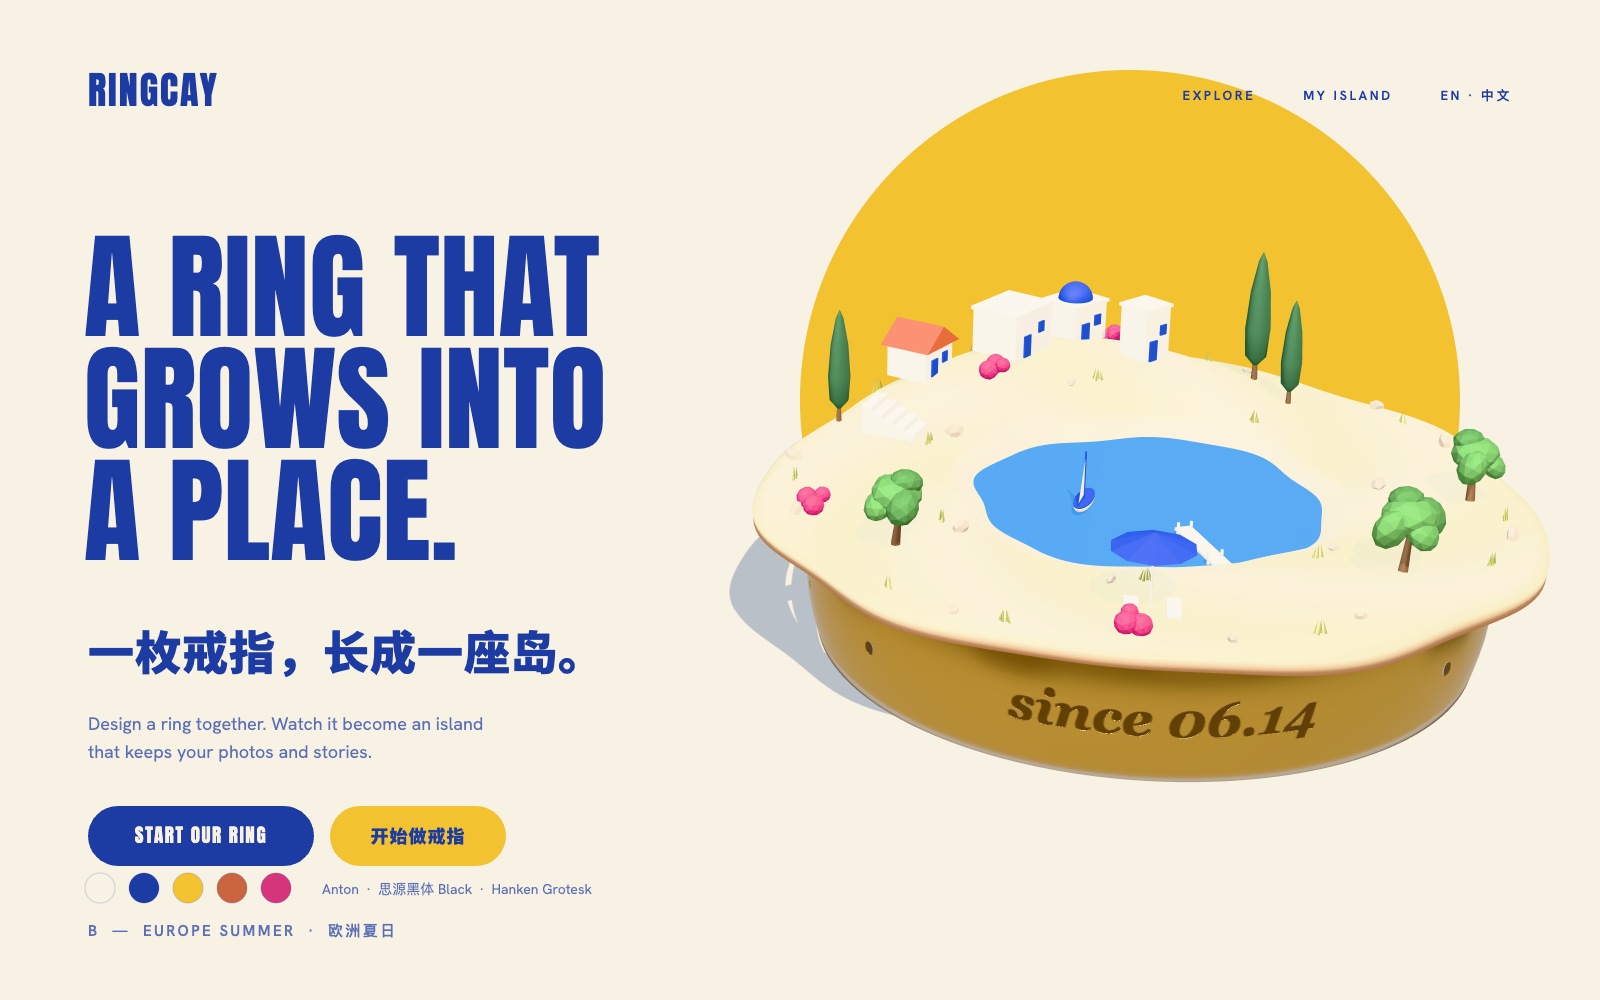 RINGCAY
EXPLORE
MY ISLAND
EN · 中文
A RING THAT
GROWS INTO
A PLACE.
一枚戒指，长成一座岛。
Design a ring together. Watch it become an island
that keeps your photos and stories.
START OUR RING
开始做戒指
Anton · 思源黑体 Black · Hanken Grotesk
B — EUROPE SUMMER · 欧洲夏日
since 06.14